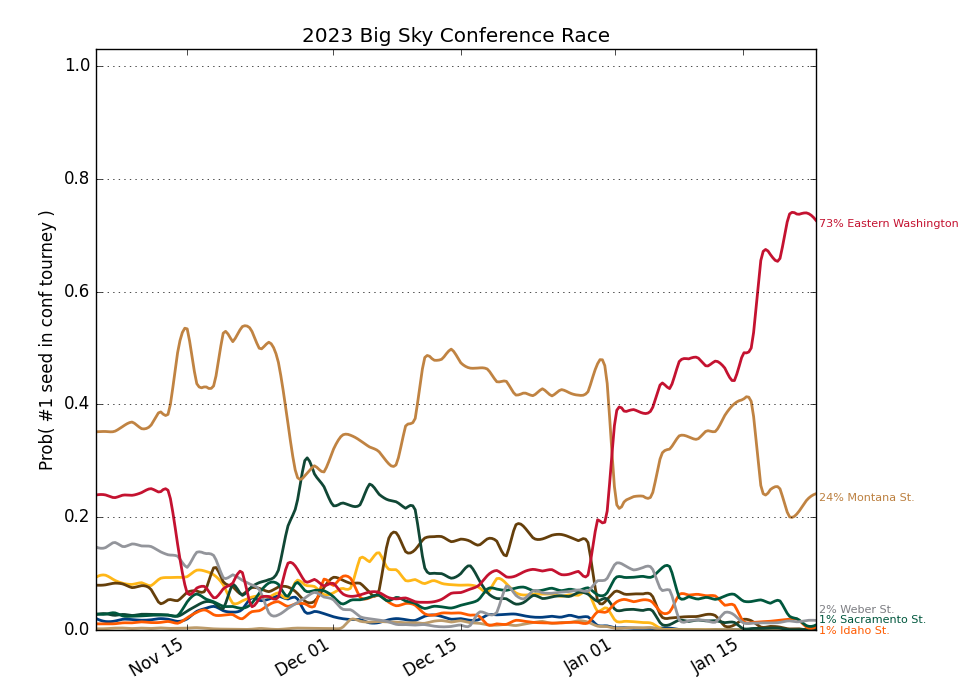 2023 Big Sky Conference Race
Prob( #1 seed in conf tourney )
1.0
0.8
0.6
0.4
0.2
0.0
Nov 15
Dec 01
Dec 15
Jan 01
Jan 15
73% Eastern Washington
24% Montana St.
2% Weber St.
1% Sacramento St.
1% Idaho St.